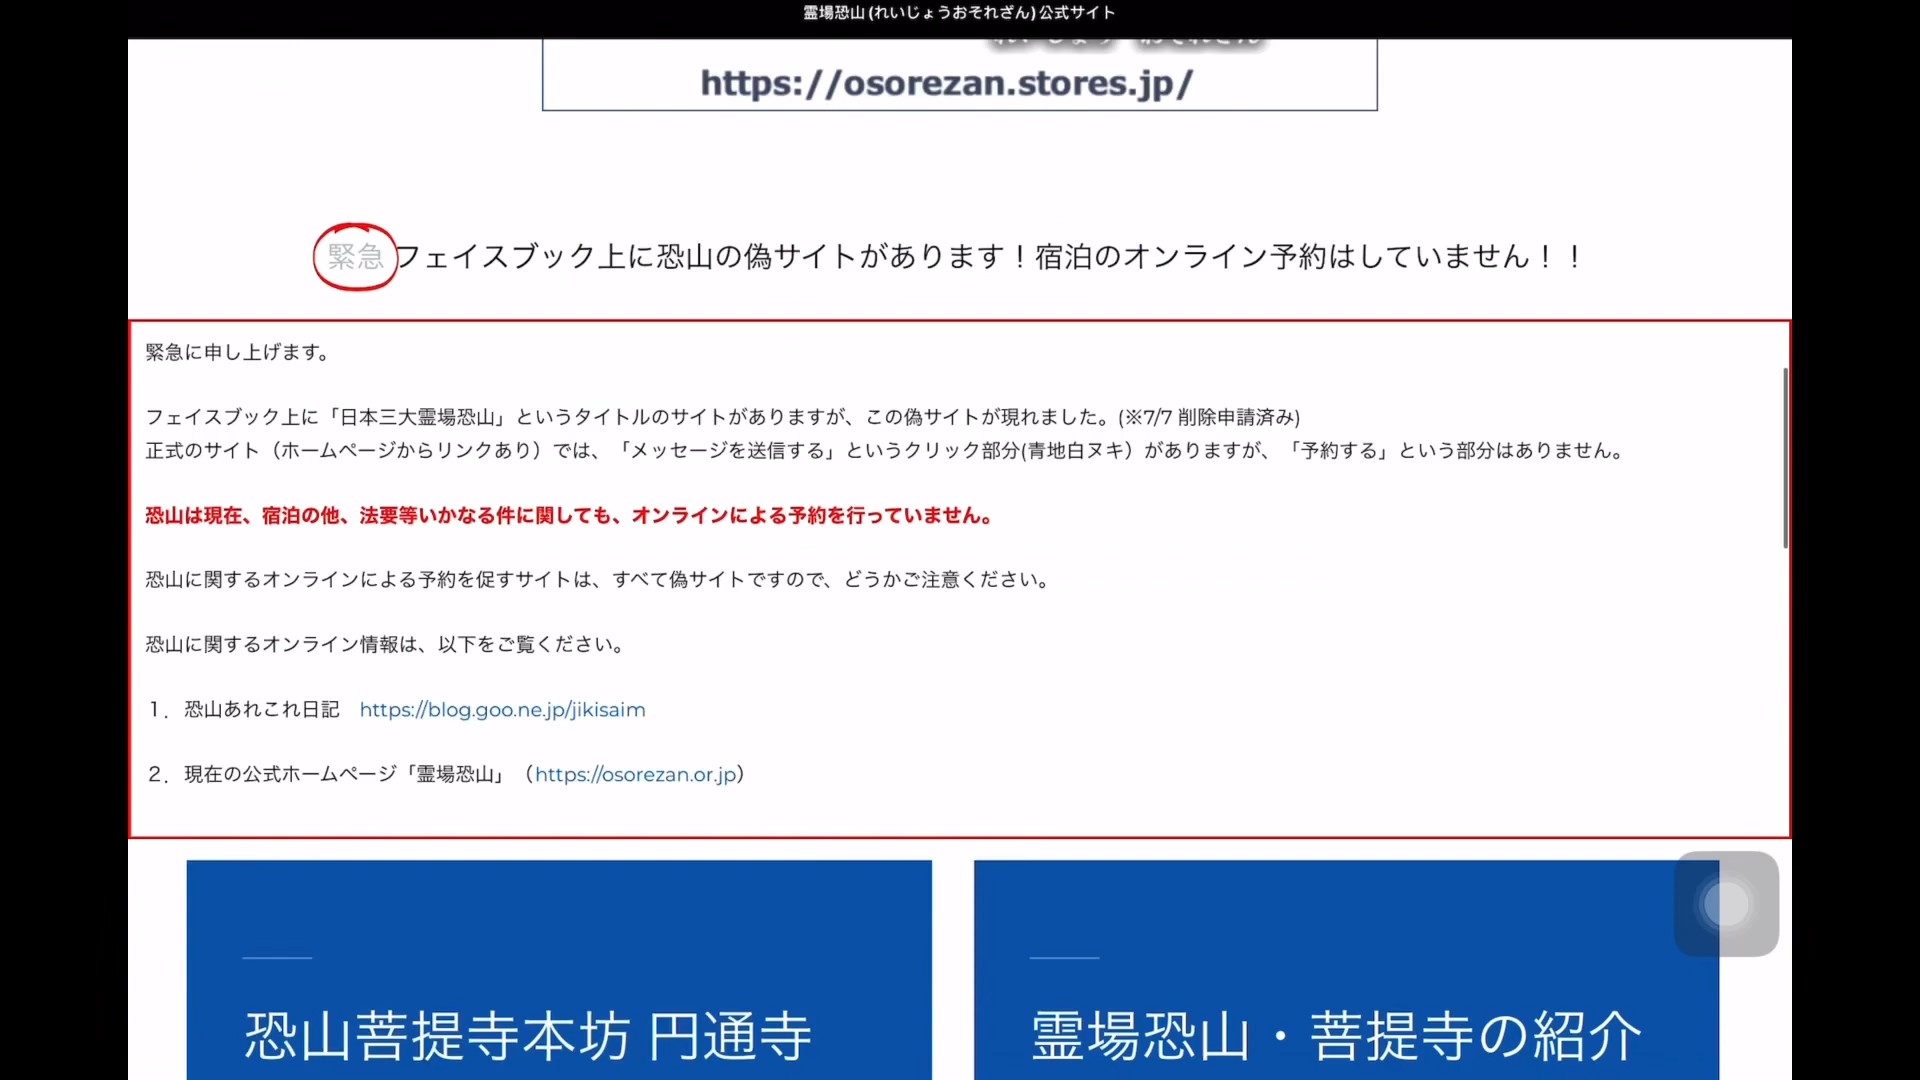 霊場恐山 (れいじょうおそれざん) 公式サイト
https://osorezan.stores.jp/
緊急 フェイスブック上に恐山の偽サイトがあります！宿泊のオンライン予約はしていません！！
緊急に申し上げます。
フェイスブック上に「日本三大霊場恐山」というタイトルのサイトがありますが、この偽サイトが現れました。(※7/7 削除申請済み)
正式のサイト（ホームページからリンクあり）では、「メッセージを送信する」というクリック部分(青地白ヌキ）がありますが、「予約する」という部分はありません。
恐山は現在、宿泊の他、法要等いかなる件に関しても、オンラインによる予約を行っていません。
恐山に関するオンラインによる予約を促すサイトは、すべて偽サイトですので、どうかご注意ください。
恐山に関するオンライン情報は、以下をご覧ください。
１．恐山あれこれ日記　https://blog.goo.ne.jp/jikisaim
２．現在の公式ホームページ「霊場恐山」（https://osorezan.or.jp）
恐山菩提寺本坊 円通寺
霊場恐山・菩提寺の紹介